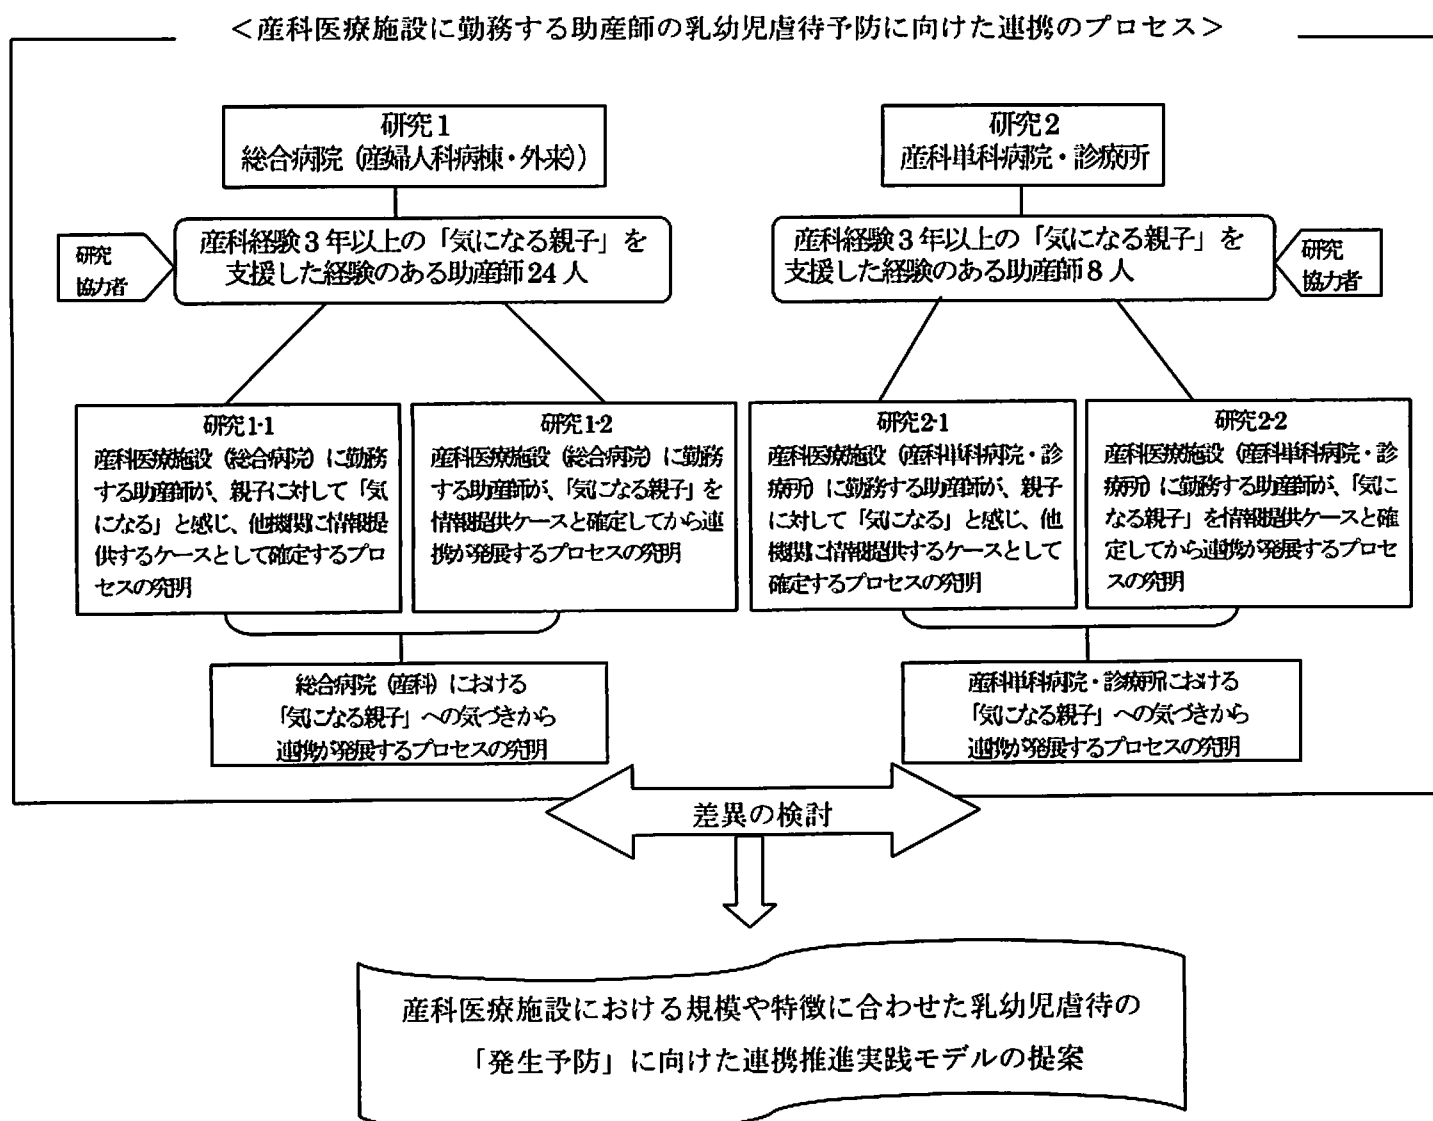 ＜産科医療施設に勤務する助産師の乳幼児虐待予防に向けた連携のプロセス＞
研究1
総合病院（産婦人科病棟・外来））
研究2
産科単科病院・診療所
研究
協力者
産科経験3年以上の「気になる親子」を
支援した経験のある助産師24人
産科経験3年以上の「気になる親子」を
支援した経験のある助産師8人
研究
協力者
研究1-1
産科医療施設（総合病院）に勤務
する助産師が、親子に対して「気
になる」と感じ、他機関に情報提
供するケースとして確定するプロ
セスの究明
研究1-2
産科医療施設（総合病院）に勤務
する助産師が、「気になる親子」を
情報提供ケースと確定してから連
携が発展するプロセスの究明
研究2-1
産科医療施設（産科単科病院・診
療所）に勤務する助産師が、親子
に対して「気になる」と感じ、他
機関に情報提供するケースとして
確定するプロセスの究明
研究2-2
産科医療施設（産科単科病院・診
療所）に勤務する助産師が、「気に
なる親子」を情報提供ケースと確
定してから連携が発展するプロセ
スの究明
総合病院（産科）における
「気になる親子」への気づきから
連携が発展するプロセスの究明
産科単科病院・診療所における
「気になる親子」への気づきから
連携が発展するプロセスの究明
差異の検討
産科医療施設における規模や特徴に合わせた乳幼児虐待の
「発生予防」に向けた連携推進実践モデルの提案